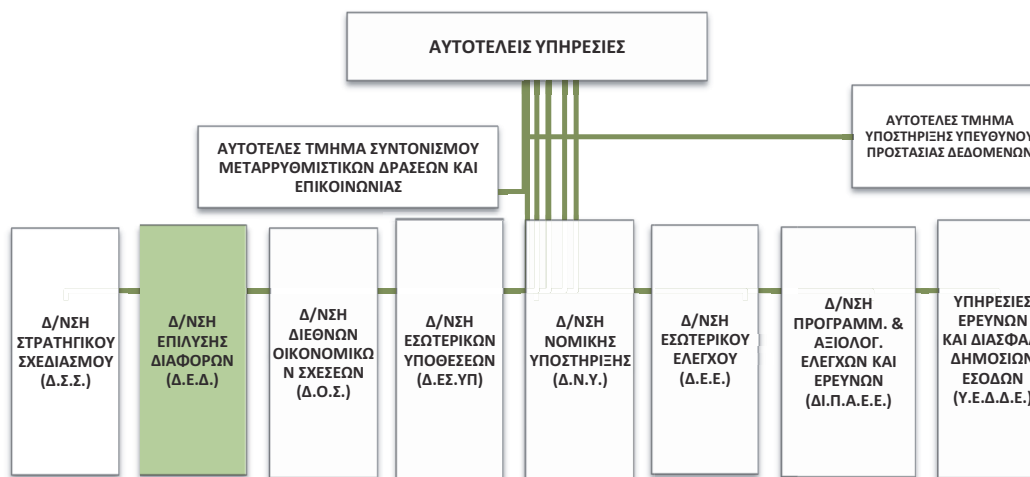 ΑΥΤΟΤΕΛΕΙΣ ΥΠΗΡΕΣΙΕΣ
ΑΥΤΟΤΕΛΕΣ ΤΜΗΜΑ
ΥΠΟΣΤΗΡΙΞΗΣ ΥΠΕΥΘΥΝΟΥ
ΠΡΟΣΤΑΣΙΑΣ ΔΕΔΟΜΕΝΩΝ
ΑΥΤΟΤΕΛΕΣ ΤΜΗΜΑ ΣΥΝΤΟΝΙΣΜΟΥ
ΜΕΤΑΡΡΥΘΜΙΣΤΙΚΩΝ ΔΡΑΣΕΩΝ ΚΑΙ
ΕΠΙΚΟΙΝΩΝΙΑΣ
Δ/ΝΣΗ
ΣΤΡΑΤΗΓΙΚΟΥ
ΣΧΕΔΙΑΣΜΟΥ
(Δ.Σ.Σ.)
Δ/ΝΣΗ
ΕΠΙΛΥΣΗΣ
ΔΙΑΦΟΡΩΝ
(Δ.Ε.Δ.)
Δ/ΝΣΗ
ΔΙΕΘΝΩΝ
ΟΙΚΟΝΟΜΙΚΩ
Ν ΣΧΕΣΕΩΝ
(Δ.Ο.Σ.)
Δ/ΝΣΗ
ΕΣΩΤΕΡΙΚΩΝ
ΥΠΟΘΕΣΕΩΝ
(Δ.ΕΣ.ΥΠ)
Δ/ΝΣΗ
ΝΟΜΙΚΗΣ
ΥΠΟΣΤΗΡΙΞΗΣ
(Δ.Ν.Υ.)
Δ/ΝΣΗ
ΕΣΩΤΕΡΙΚΟΥ
ΕΛΕΓΧΟΥ
(Δ.Ε.Ε.)
Δ/ΝΣΗ
ΠΡΟΓΡΑΜΜ. &
ΑΞΙΟΛΟΓ.
ΕΛΕΓΧΩΝ ΚΑΙ
ΕΡΕΥΝΩΝ
(ΔΙ.Π.Α.Ε.Ε.)
ΥΠΗΡΕΣΙΕΣ
ΕΡΕΥΝΩΝ
ΚΑΙ ΔΙΑΣΦΑΛ
ΔΗΜΟΣΙΩΝ
ΕΣΟΔΩΝ
(Υ.Ε.Δ.Δ.Ε.)